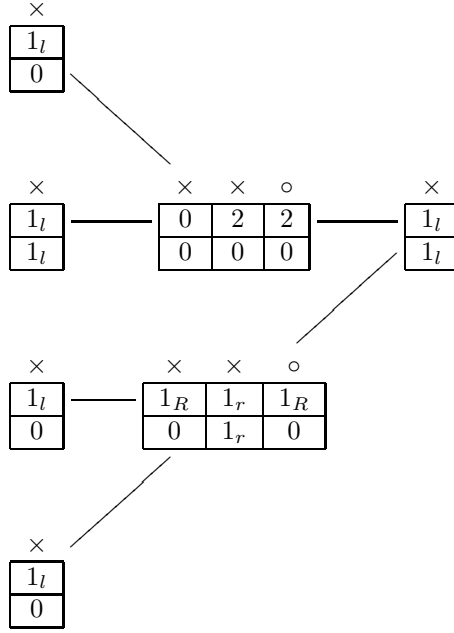 ×
1_l
0
× × × ∘ ×
1_l 0 2 2 1_l
1_l 0 0 0 1_l
× × × ∘
1_l 1_R 1_r 1_R
0 0 1_r 0
×
1_l
0